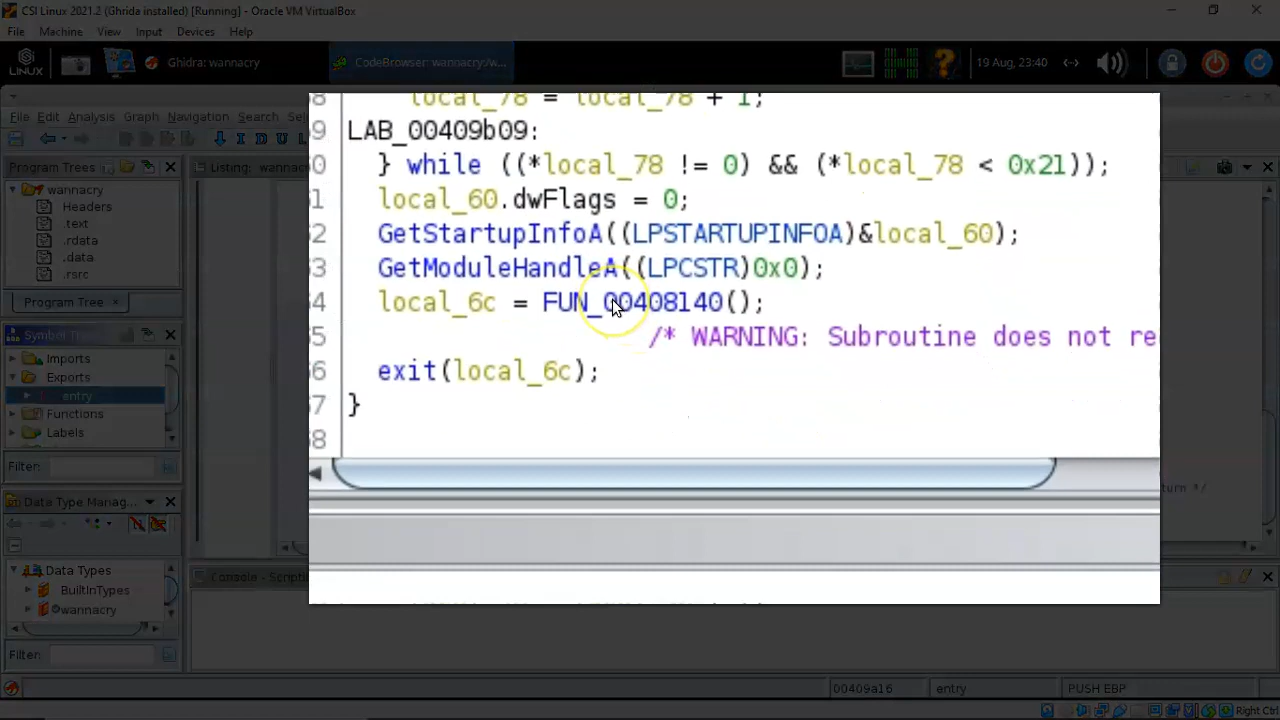 CSI Linux 2021.2 (Ghrida installed) [Running] - Oracle VM VirtualBox
File Machine View Input Devices Help
LINUX Ghidra: wannacry CodeBrowser: wannacry:/w... 19 Aug, 23:40
File Edit Analysis Graph Navigation Search
I D U
Program Trees
Listing: wannacry
wannacry
Headers
.text
.rdata
.data
.rsrc
Program Tree ×
Imports
Exports
entry
Functions
Labels
Filter:
Data Type Manag...
Data Types
BuiltInTypes
wannacry
Filter:
local_78 = local_78 + 1;
LAB_00409b09:
} while ((*local_78 != 0) && (*local_78 < 0x21));
local_60.dwFlags = 0;
GetStartupInfoA((LPSTARTUPINFOA)&local_60);
GetModuleHandleA((LPCSTR)0x0);
local_6c = FUN_00408140();
/* WARNING: Subroutine does not re
exit(local_6c);
}
*/
Console - Scripti
00409a16 entry PUSH EBP
Right Ctrl